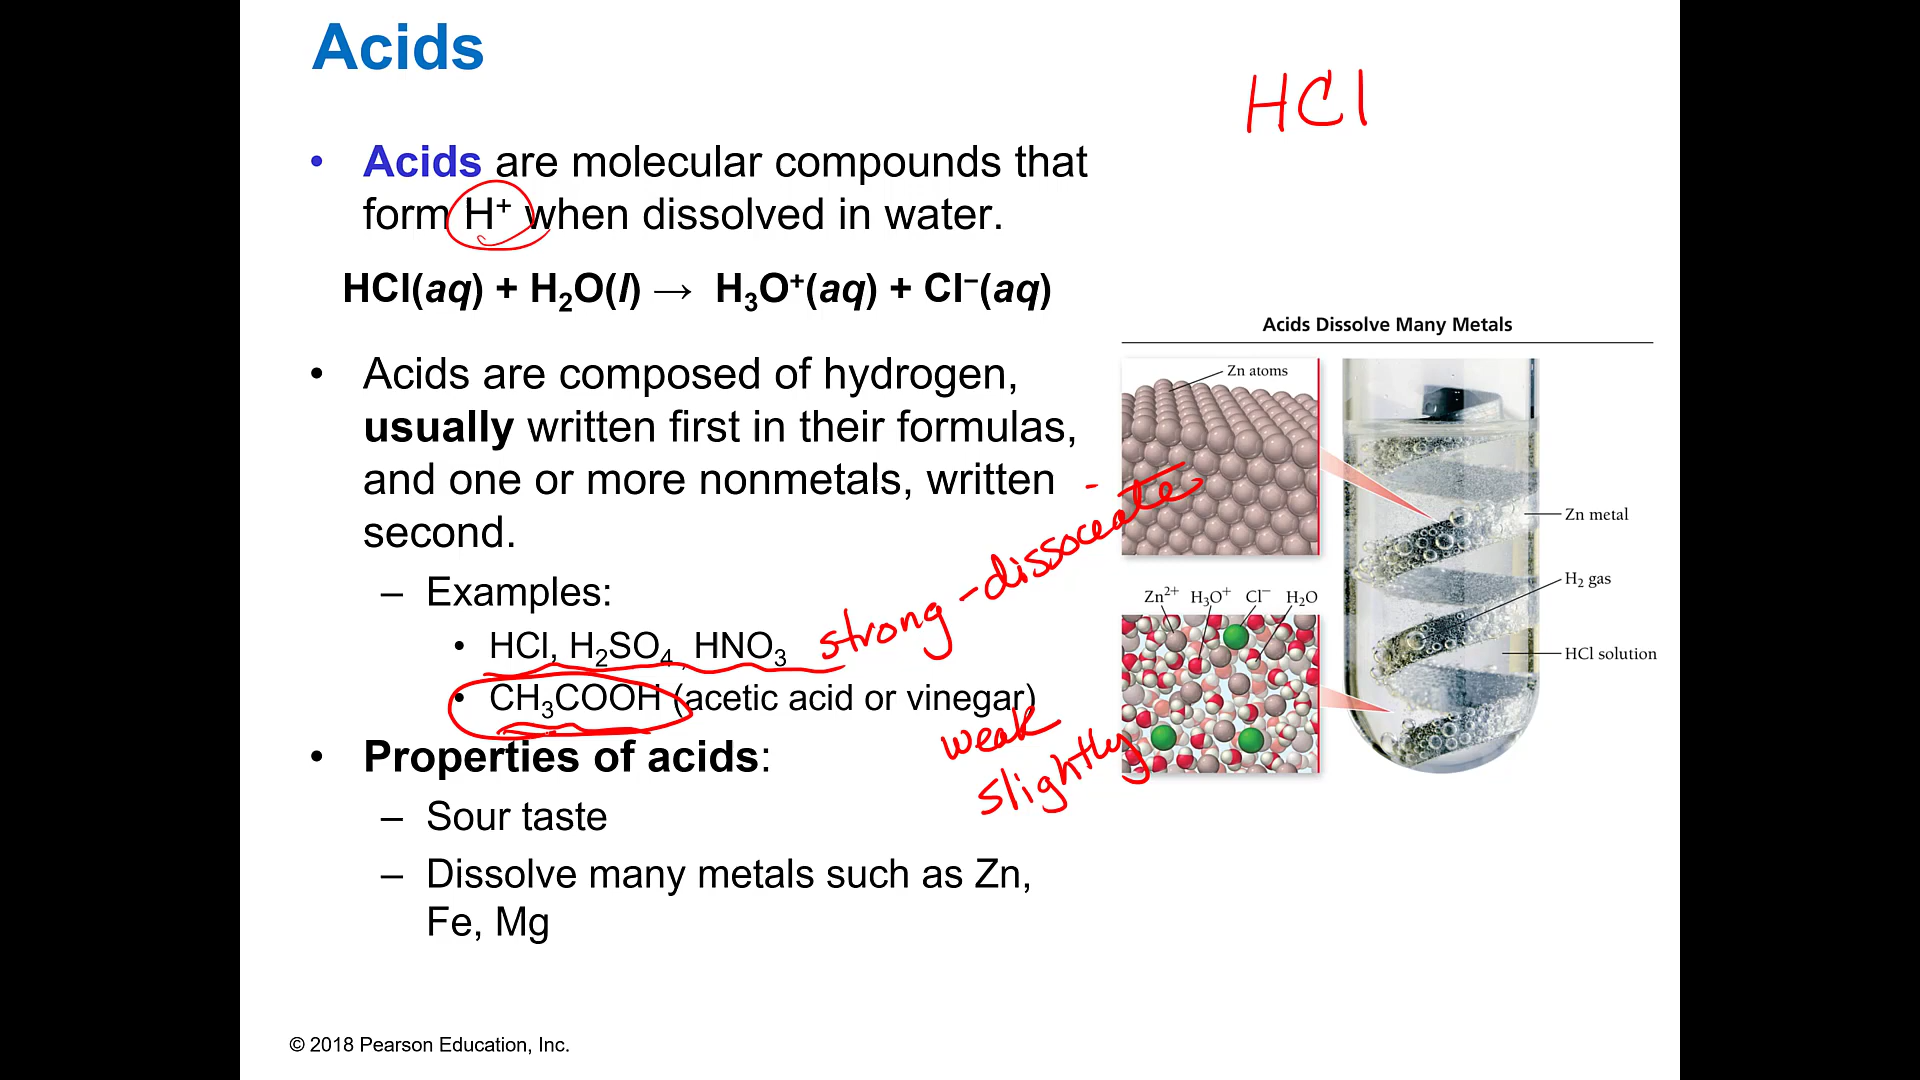 Acids
HCl
• Acids are molecular compounds that
form H⁺ when dissolved in water.
HCl(aq) + H₂O(l) → H₃O⁺(aq) + Cl⁻(aq)
• Acids are composed of hydrogen,
usually written first in their formulas,
and one or more nonmetals, written
second.
– Examples:
• HCl, H₂SO₄, HNO₃
strong - dissociate
• CH₃COOH (acetic acid or vinegar)
weak
slightly
• Properties of acids:
– Sour taste
– Dissolve many metals such as Zn,
Fe, Mg
Acids Dissolve Many Metals
Zn atoms
Zn metal
H₂ gas
Zn²⁺ H₃O⁺ Cl⁻ H₂O
HCl solution
© 2018 Pearson Education, Inc.